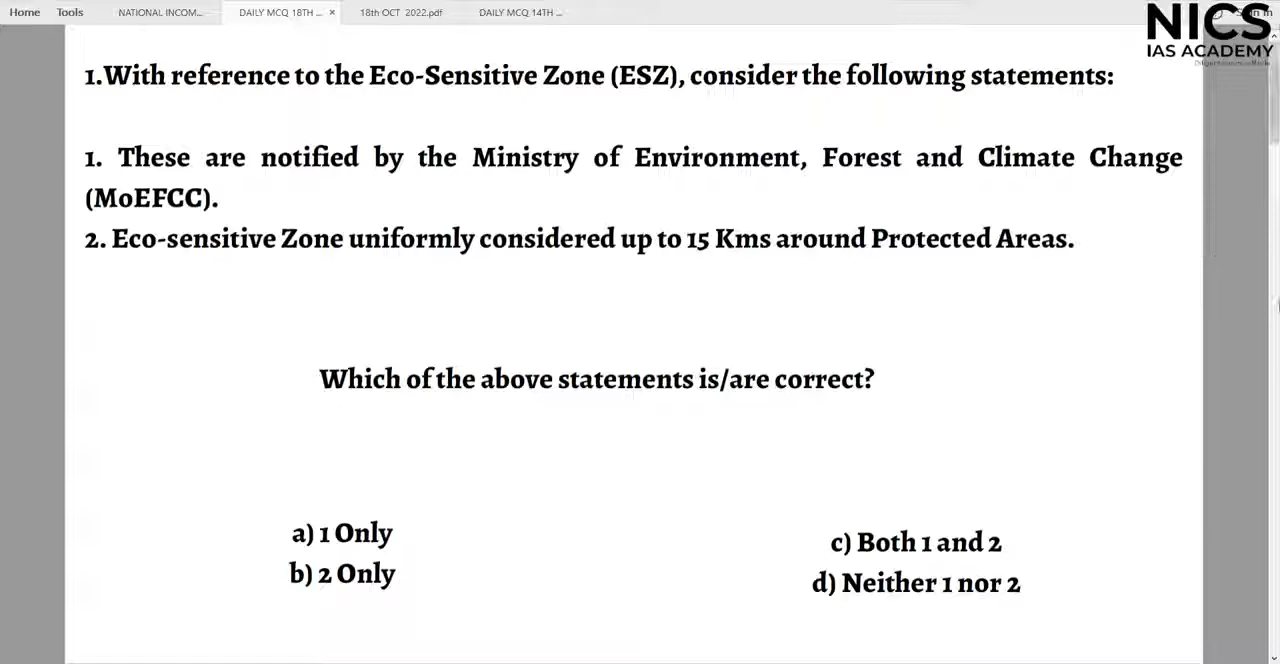 Home Tools NATIONAL INCOM... DAILY MCQ 18TH ... × 18th OCT 2022.pdf DAILY MCQ 14TH ...
NICS
IAS ACADEMY
1.With reference to the Eco-Sensitive Zone (ESZ), consider the following statements:
1. These are notified by the Ministry of Environment, Forest and Climate Change
(MoEFCC).
2. Eco-sensitive Zone uniformly considered up to 15 Kms around Protected Areas.
Which of the above statements is/are correct?
a) 1 Only
b) 2 Only
c) Both 1 and 2
d) Neither 1 nor 2